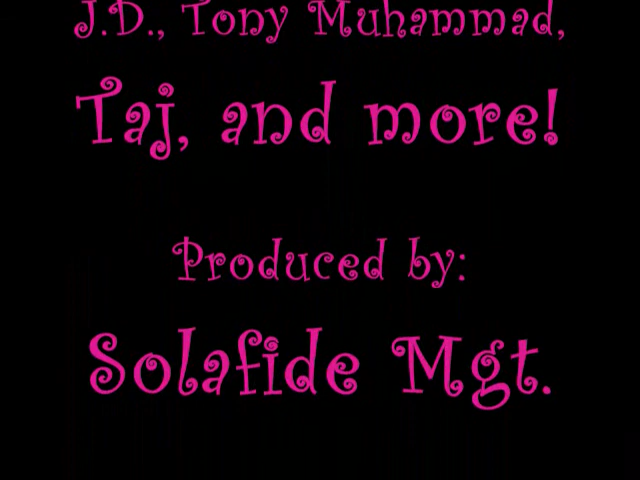 J.D., Tony Muhammad,
Taj, and more!
Produced by:
Solafide Mgt.